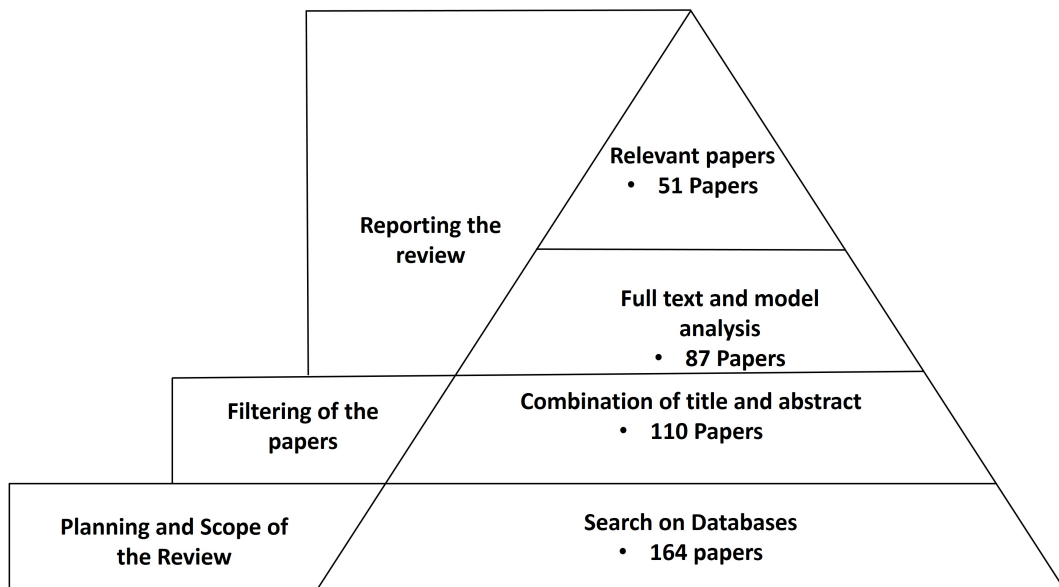 Relevant papers
• 51 Papers
Reporting the
review
Full text and model
analysis
• 87 Papers
Filtering of the
papers
Combination of title and abstract
• 110 Papers
Planning and Scope of
the Review
Search on Databases
• 164 papers